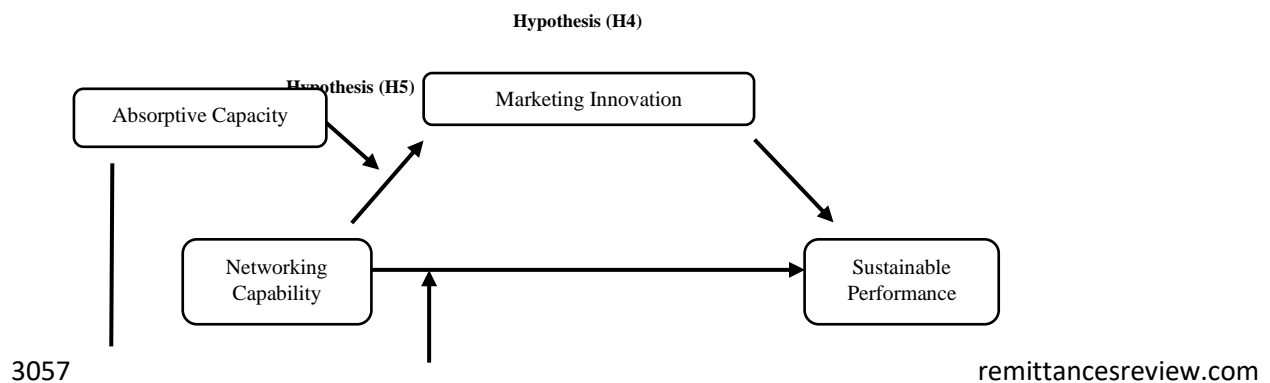 Hypothesis (H4)
Hypothesis (H5)
Marketing Innovation
Absorptive Capacity
Networking
Capability
Sustainable
Performance
3057
remittancesreview.com